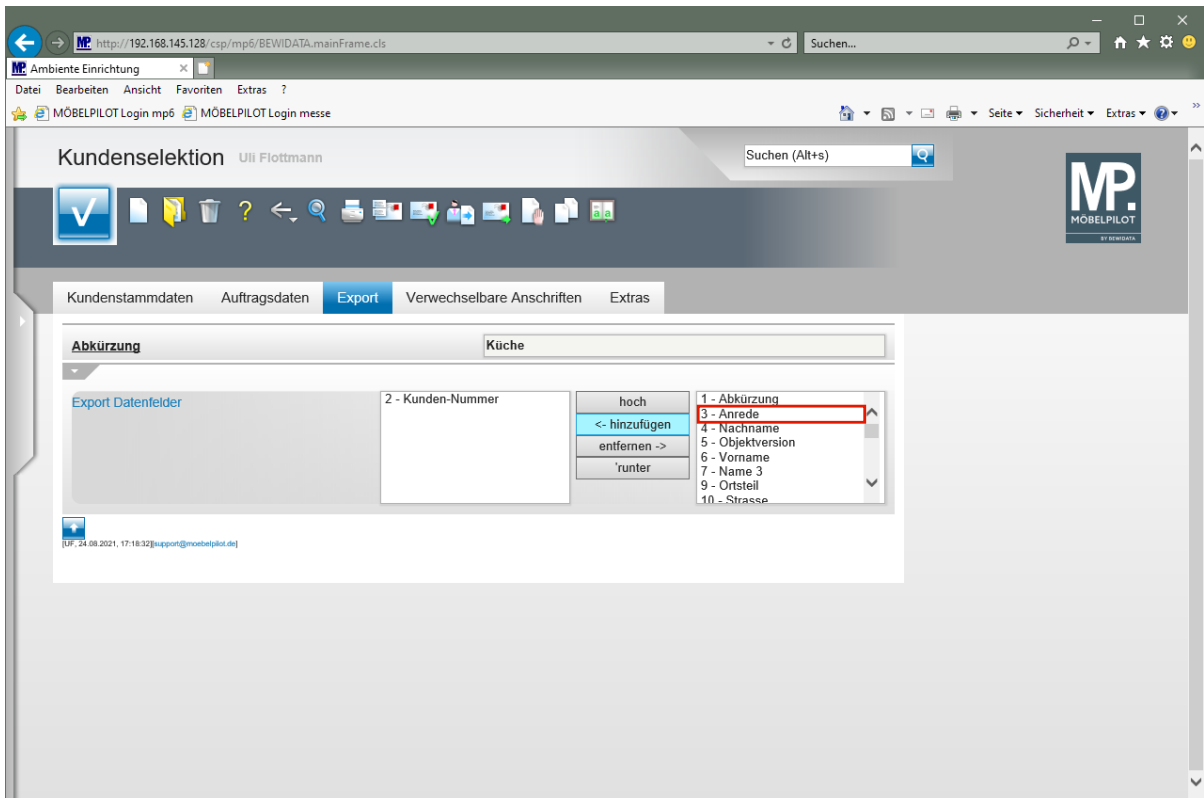 http://192.168.145.128/csp/mp6/BEWIDATA.mainFrame.cls
Suchen...
MP. Ambiente Einrichtung
Datei Bearbeiten Ansicht Favoriten Extras ?
MÖBELPILOT Login mp6 MÖBELPILOT Login messe
Seite Sicherheit Extras
Kundenselektion Uli Flottmann
Suchen (Alt+s)
MP.
MÖBELPILOT
BY BEWIDATA
Kundenstammdaten Auftragsdaten Export Verwechselbare Anschriften Extras
Abkürzung Küche
Export Datenfelder
2 - Kunden-Nummer
hoch
<- hinzufügen
entfernen ->
'runter
1 - Abkürzung
3 - Anrede
4 - Nachname
5 - Objektversion
6 - Vorname
7 - Name 3
9 - Ortsteil
10 - Strasse
[UF, 24.08.2021, 17:18:32][support@moebelpilot.de]